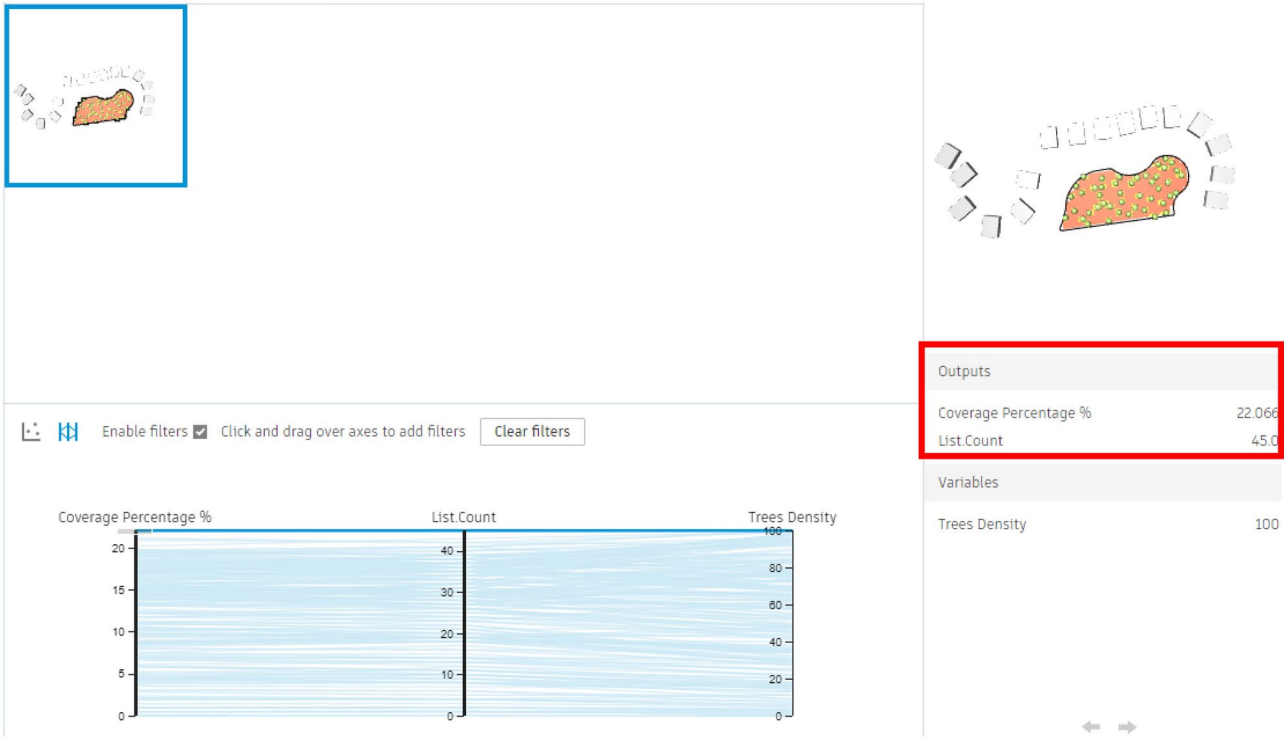 Outputs
Coverage Percentage % 22.066
List.Count 45.0
Variables
Trees Density 100
Enable filters Click and drag over axes to add filters Clear filters
Coverage Percentage % List.Count Trees Density
20
15
10
5
0
40
30
20
10
0
100
80
60
40
20
0